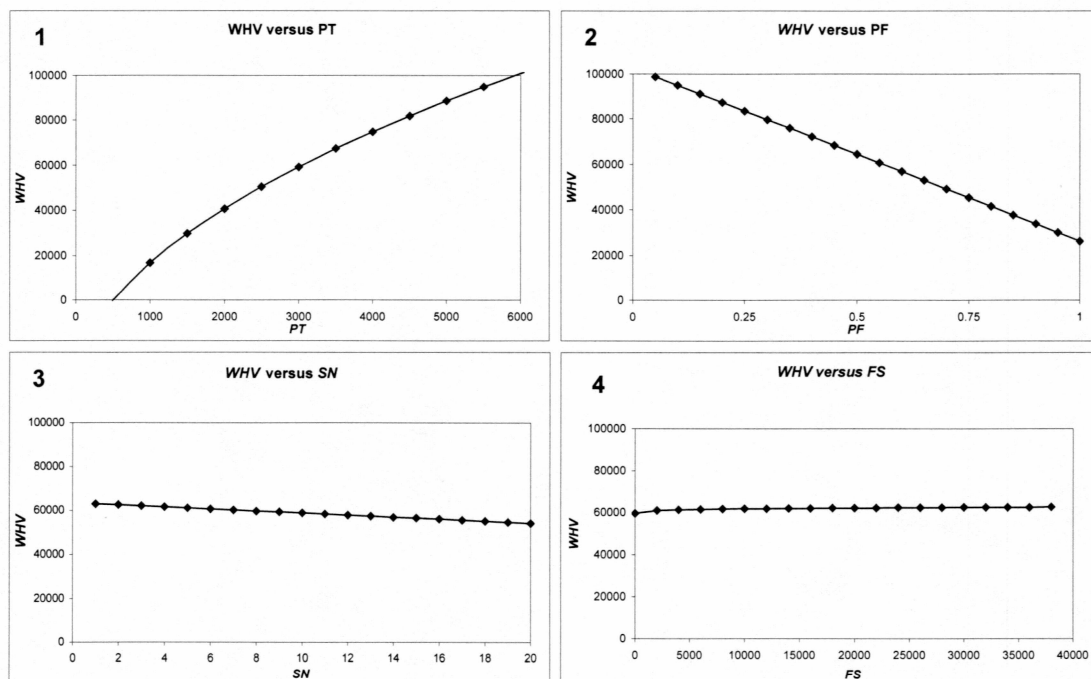 1
WHV versus PT
100000
80000
60000
40000
20000
0
WHV
0 1000 2000 3000 4000 5000 6000
PT
2
WHV versus PF
100000
80000
60000
40000
20000
0
WHV
0 0.25 0.5 0.75 1
PF
3
WHV versus SN
100000
80000
60000
40000
20000
0
WHV
0 2 4 6 8 10 12 14 16 18 20
SN
4
WHV versus FS
100000
80000
60000
40000
20000
0
WHV
0 5000 10000 15000 20000 25000 30000 35000 40000
FS